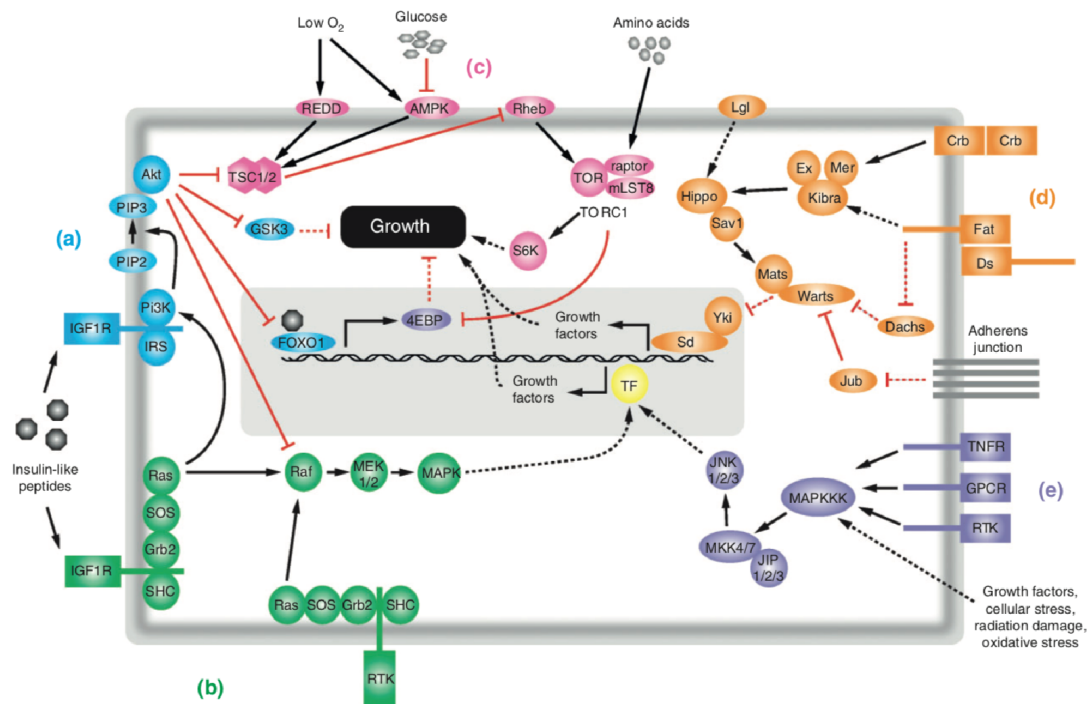 Low O2
Glucose
Amino acids
(c)
REDD
AMPK
Rheb
Lgl
Crb
Crb
Akt
TSC1/2
TOR
raptor
mLST8
TORC1
Ex
Mer
Kibra
Hippo
Sav1
(d)
PIP3
GSK3
Growth
S6K
Fat
Ds
(a)
PIP2
Mats
Warts
Pi3K
IGF1R
IRS
FOXO1
4EBP
Growth
factors
Yki
Sd
Dachs
Adherens
junction
Growth
factors
TF
Jub
Insulin-like
peptides
Ras
SOS
Grb2
SHC
IGF1R
Raf
MEK
1/2
MAPK
JNK
1/2/3
MAPKKK
TNFR
GPCR
RTK
(e)
MKK4/7
JIP
1/2/3
Ras
SOS
Grb2
SHC
RTK
(b)
Growth factors,
cellular stress,
radiation damage,
oxidative stress